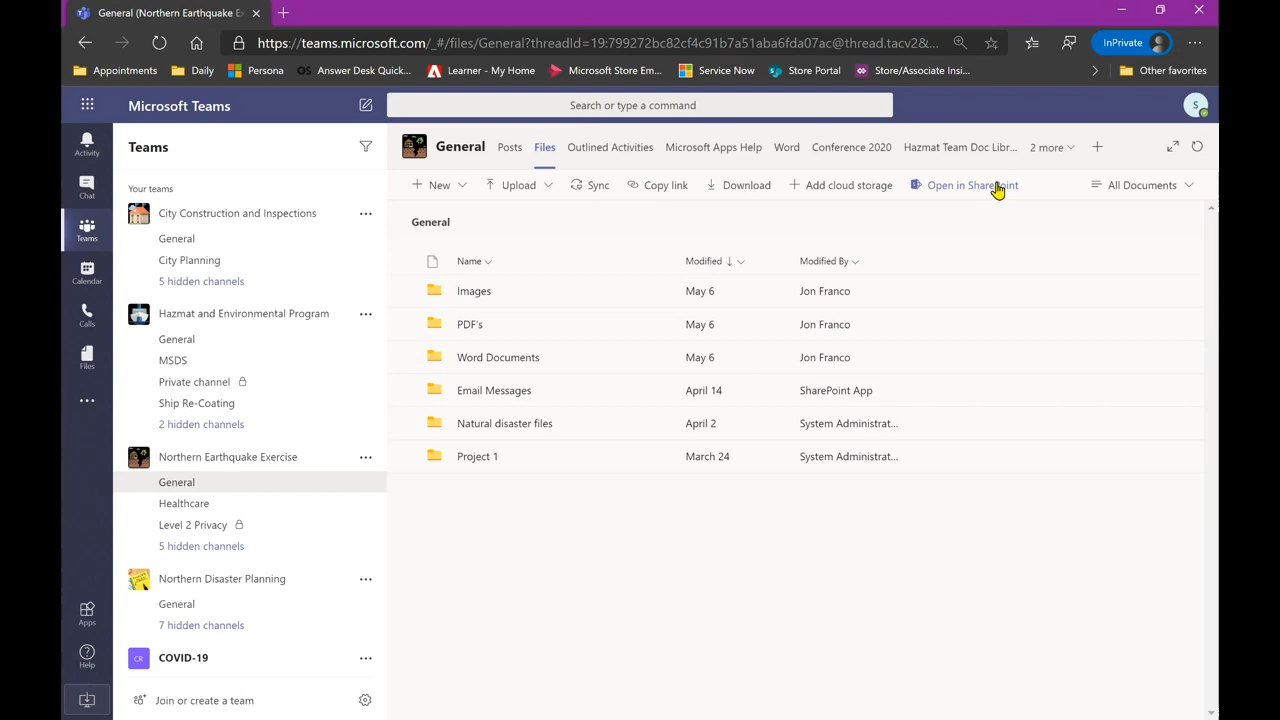 General (Northern Earthquake Ex
https://teams.microsoft.com/_#/files/General?threadId=19:799272bc82cf4c91b7a51aba6fda07ac@thread.tacv2&...
InPrivate
Appointments Daily Persona Answer Desk Quick... Learner - My Home Microsoft Store Em... Service Now Store Portal Store/Associate Insi... Other favorites
Microsoft Teams
Search or type a command
S
Activity
Chat
Teams
Calendar
Calls
Files
Apps
Help
Teams
Your teams
City Construction and Inspections
General
City Planning
5 hidden channels
Hazmat and Environmental Program
General
MSDS
Private channel
Ship Re-Coating
2 hidden channels
Northern Earthquake Exercise
General
Healthcare
Level 2 Privacy
5 hidden channels
Northern Disaster Planning
General
7 hidden channels
CR COVID-19
Join or create a team
General Posts Files Outlined Activities Microsoft Apps Help Word Conference 2020 Hazmat Team Doc Libr... 2 more
New Upload Sync Copy link Download Add cloud storage Open in SharePoint All Documents
General
Name Modified Modified By
Images May 6 Jon Franco
PDF's May 6 Jon Franco
Word Documents May 6 Jon Franco
Email Messages April 14 SharePoint App
Natural disaster files April 2 System Administrat...
Project 1 March 24 System Administrat...